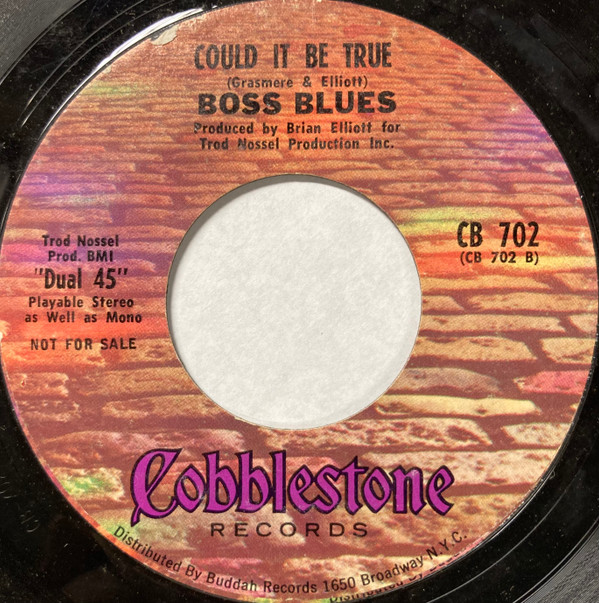 COULD IT BE TRUE
(Grasmere & Elliott)
BOSS BLUES
Produced by Brian Elliott for
Trod Nossel Production Inc.
Trod Nossel
Prod. BMI
"Dual 45"
Playable Stereo
as Well as Mono
NOT FOR SALE
CB 702
(CB 702 B)
Cobblestone
RECORDS
Distributed By Buddah Records 1650 Broadway N.Y.C.
Distributed By